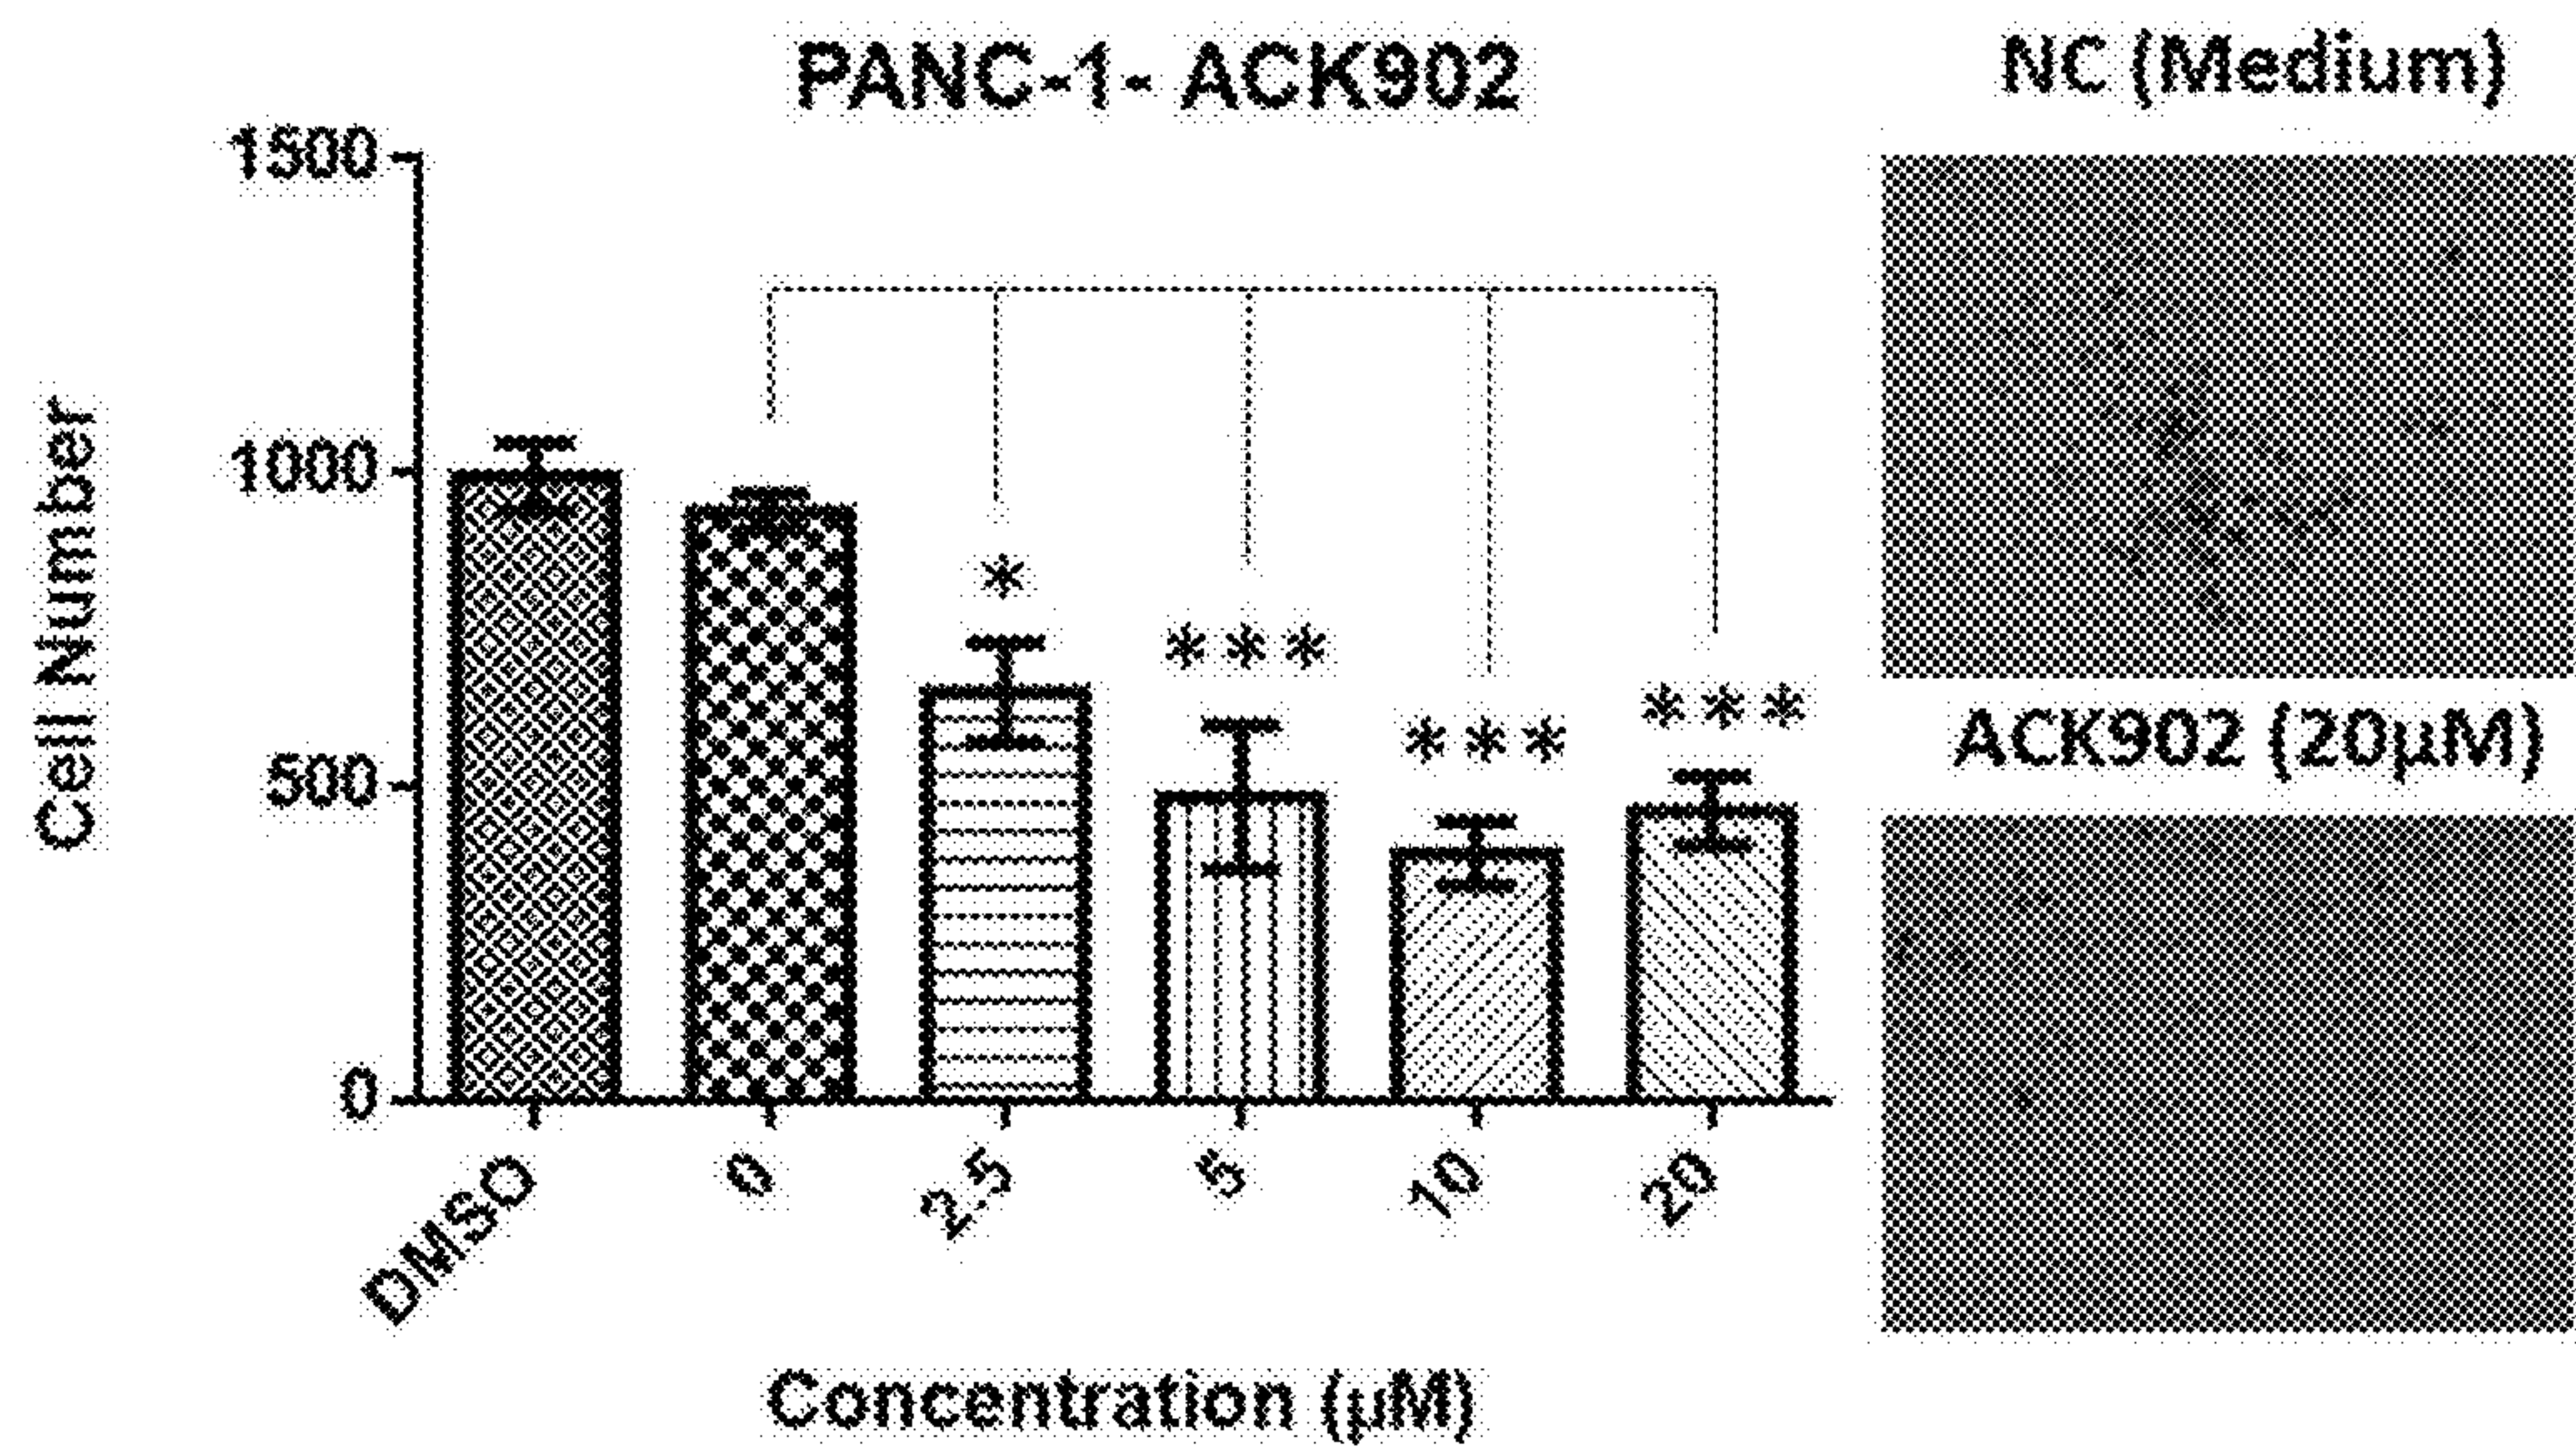 PANC-1- ACK902
NC (Medium)
1500
1000
500
0
Cell Number
*
***
***
***
ACK902 (20µM)
DMSO
0
2.5
5
10
20
Concentration (µM)